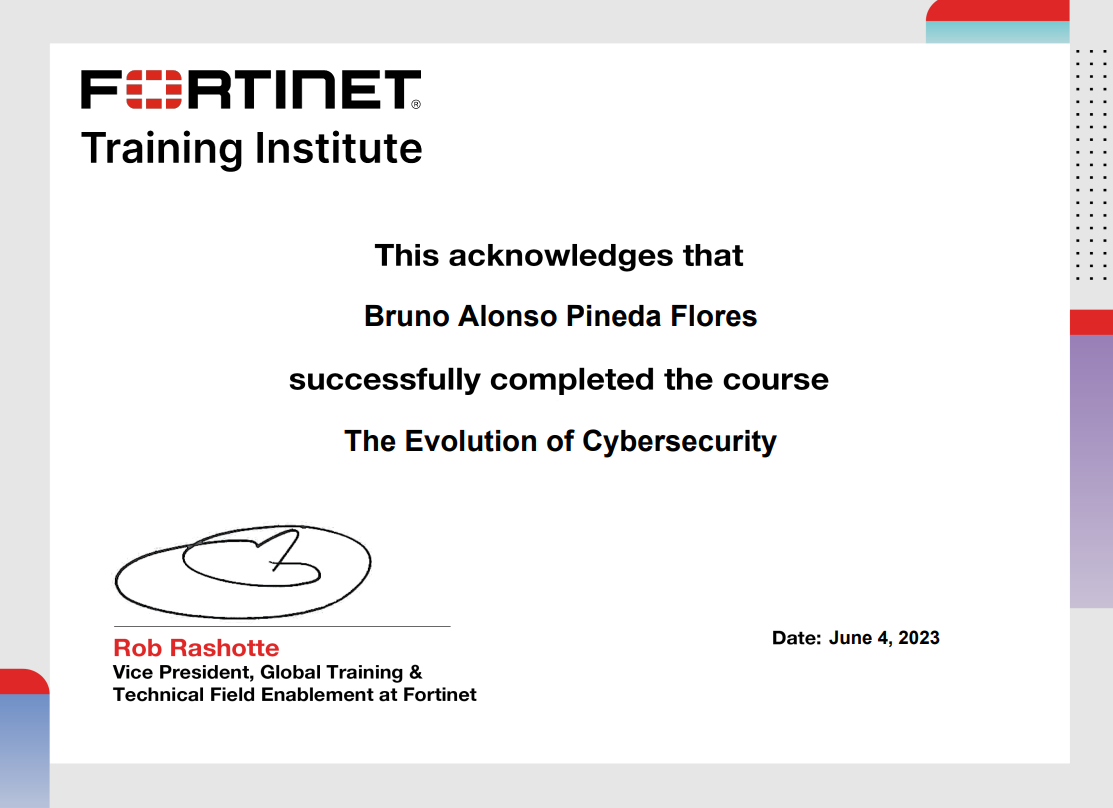 FORTINET®
Training Institute
This acknowledges that
Bruno Alonso Pineda Flores
successfully completed the course
The Evolution of Cybersecurity
Rob Rashotte
Vice President, Global Training &
Technical Field Enablement at Fortinet
Date: June 4, 2023